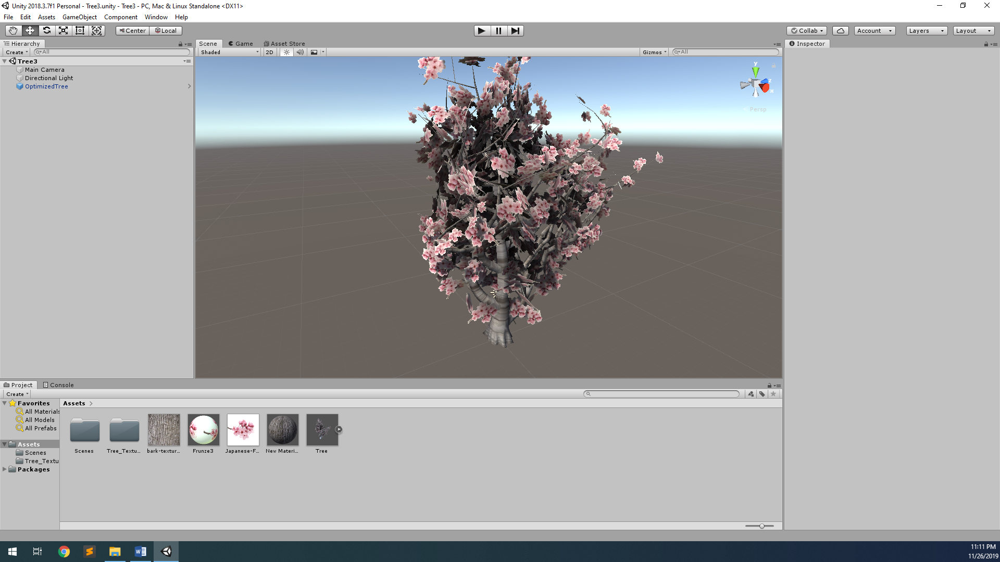 Unity 2018.3.7f1 Personal - Tree3.unity - Tree3 - PC, Mac & Linux Standalone <DX11>
File Edit Assets GameObject Component Window Help
Center Local
Collab Account Layers Layout
Hierarchy
Create All
Tree3
Main Camera
Directional Light
OptimizedTree
Scene Game Asset Store
Shaded 2D Gizmos All
y
z
x
Persp
Inspector
Project Console
Create
Favorites
All Materials
All Models
All Prefabs
Assets
Scenes
Tree_Textu
Packages
Assets
Scenes Tree_Textu... bark-textur... Frunze3 Japanese-F... New Materi... Tree
11:11 PM
11/26/2019